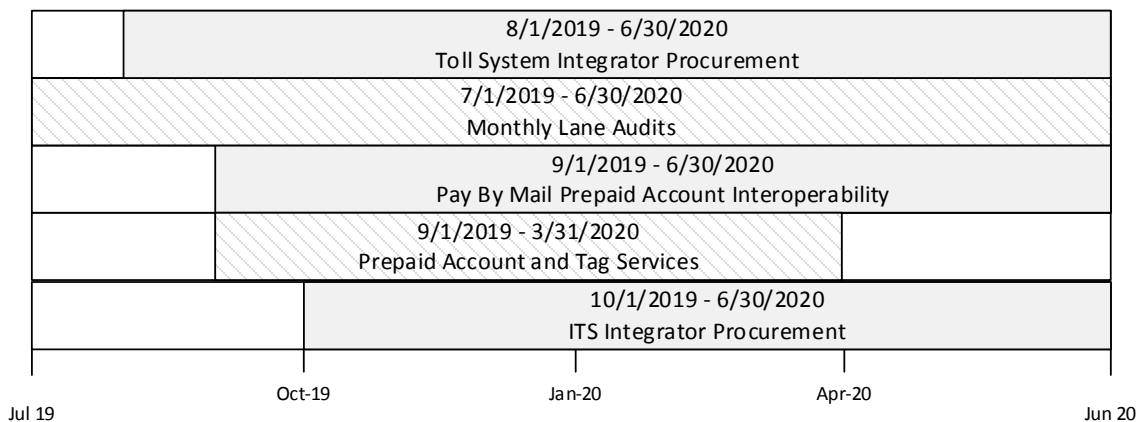 8/1/2019 - 6/30/2020
Toll System Integrator Procurement
7/1/2019 - 6/30/2020
Monthly Lane Audits
9/1/2019 - 6/30/2020
Pay By Mail Prepaid Account Interoperability
9/1/2019 - 3/31/2020
Prepaid Account and Tag Services
10/1/2019 - 6/30/2020
ITS Integrator Procurement
Oct-19 Jan-20 Apr-20
Jul 19 Jun 20